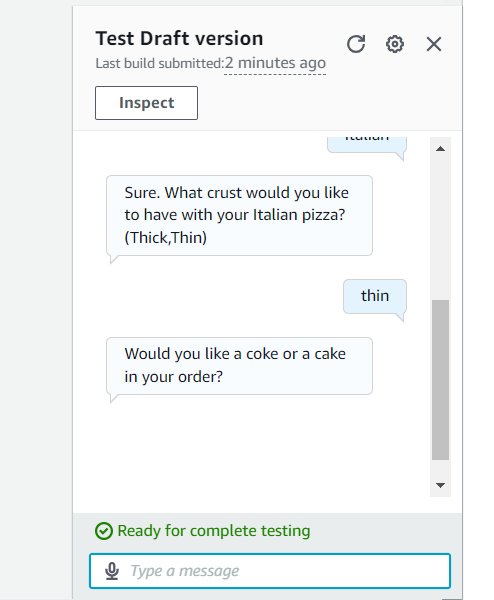 Test Draft version
Last build submitted:2 minutes ago
Inspect
Italian
Sure. What crust would you like
to have with your Italian pizza?
(Thick,Thin)
thin
Would you like a coke or a cake
in your order?
Ready for complete testing
Type a message